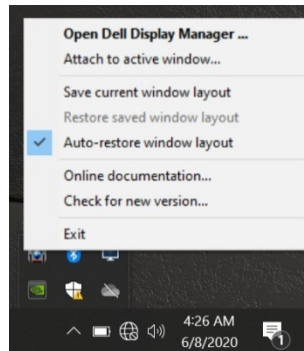 Open Dell Display Manager ...
Attach to active window...
Save current window layout
Restore saved window layout
Auto-restore window layout
Online documentation...
Check for new version...
Exit
4:26 AM
6/8/2020
1